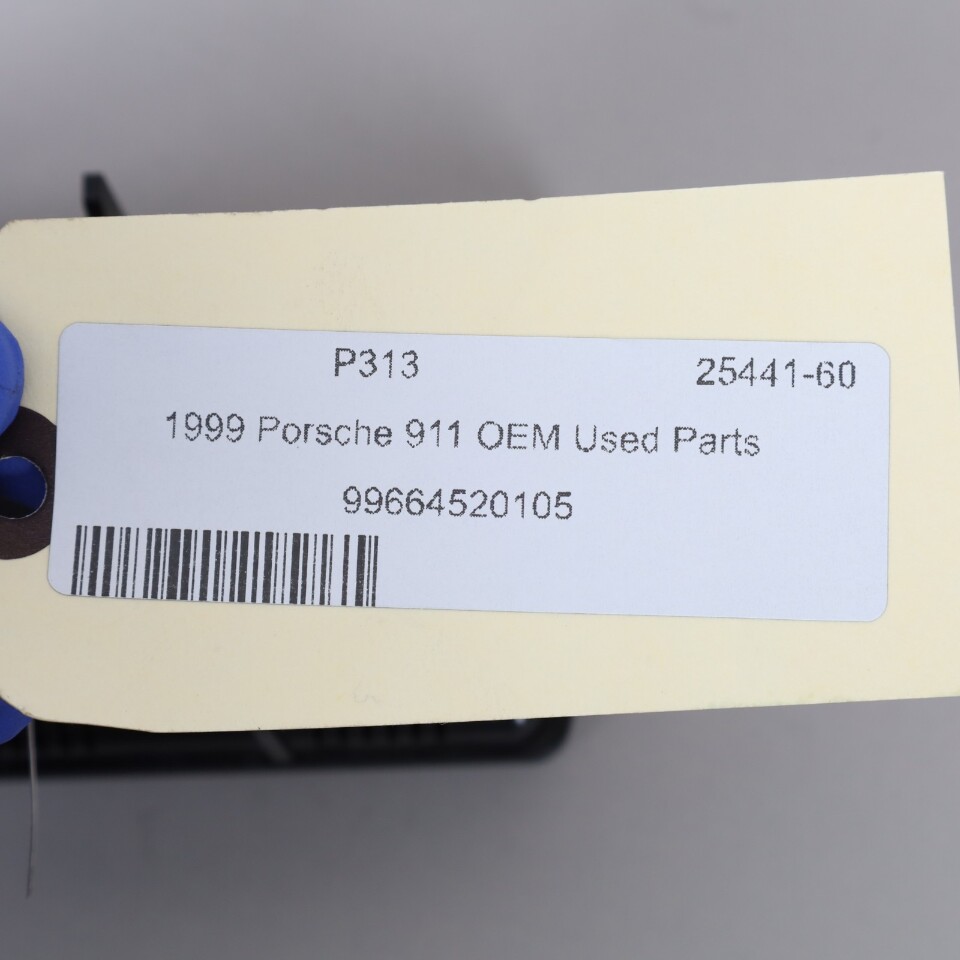 P313 25441-60
1999 Porsche 911 OEM Used Parts
99664520105